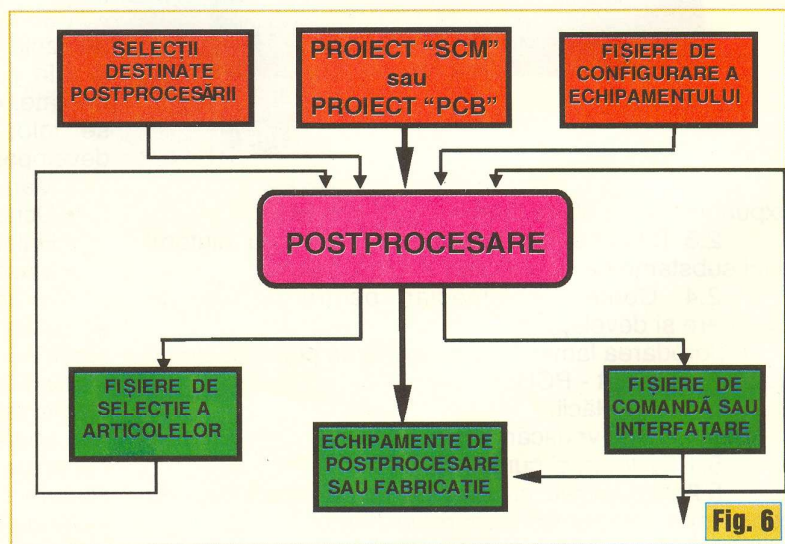 SELECȚII
DESTINATE
POSTPROCESĂRII
PROIECT "SCM"
sau
PROIECT "PCB"
FIȘIERE DE
CONFIGURARE A
ECHIPAMENTULUI
POSTPROCESARE
FIȘIERE DE
SELECȚIE A
ARTICOLELOR
ECHIPAMENTE DE
POSTPROCESARE
SAU FABRICAȚIE
FIȘIERE DE
COMANDĂ SAU
INTERFAȚARE
Fig. 6